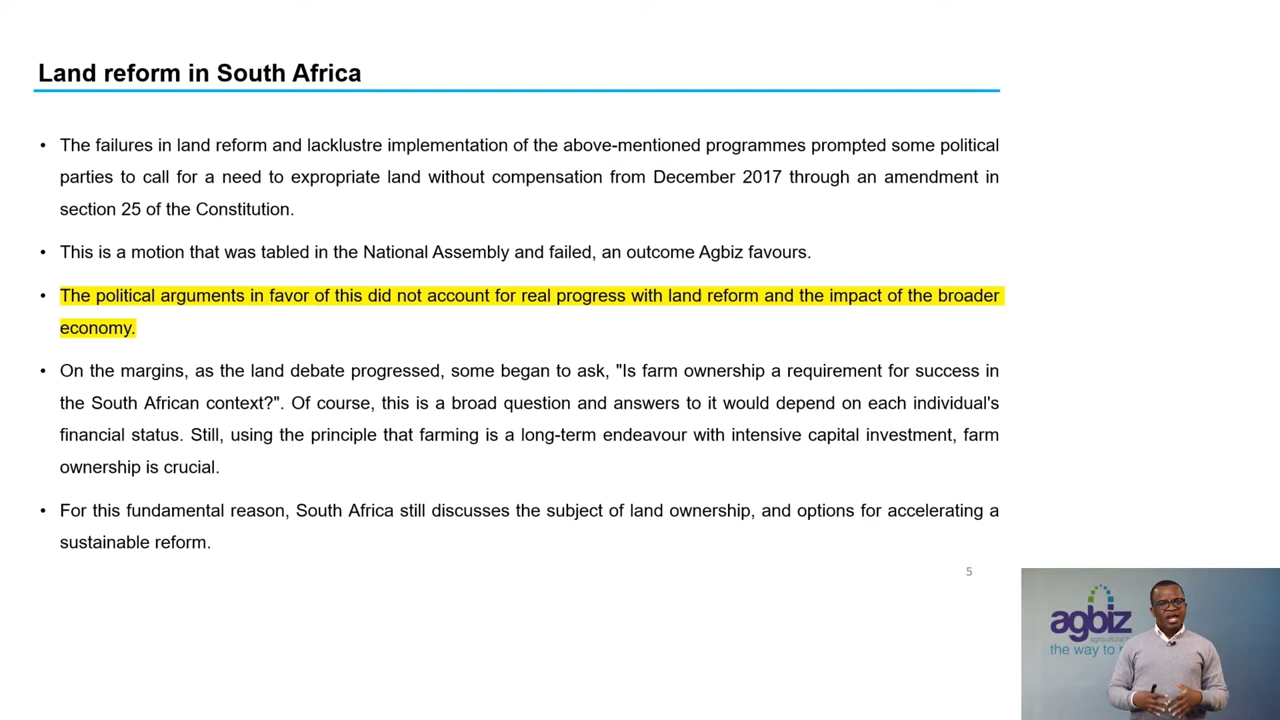 Land reform in South Africa
• The failures in land reform and lacklustre implementation of the above-mentioned programmes prompted some political
parties to call for a need to expropriate land without compensation from December 2017 through an amendment in
section 25 of the Constitution.
• This is a motion that was tabled in the National Assembly and failed, an outcome Agbiz favours.
• The political arguments in favor of this did not account for real progress with land reform and the impact of the broader
economy.
• On the margins, as the land debate progressed, some began to ask, "Is farm ownership a requirement for success in
the South African context?". Of course, this is a broad question and answers to it would depend on each individual's
financial status. Still, using the principle that farming is a long-term endeavour with intensive capital investment, farm
ownership is crucial.
• For this fundamental reason, South Africa still discusses the subject of land ownership, and options for accelerating a
sustainable reform.
5
agbiz
agricultural
the way to